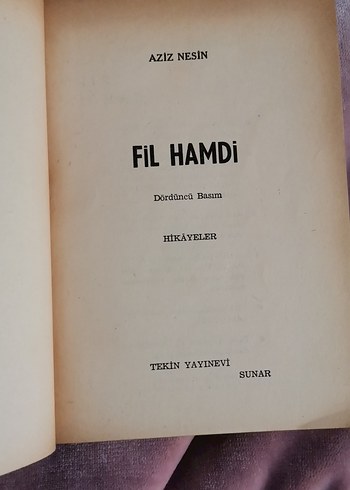 AZİZ NESİN
FİL HAMDİ
Dördüncü Basım
HİKÂYELER
TEKİN YAYINEVİ
SUNAR